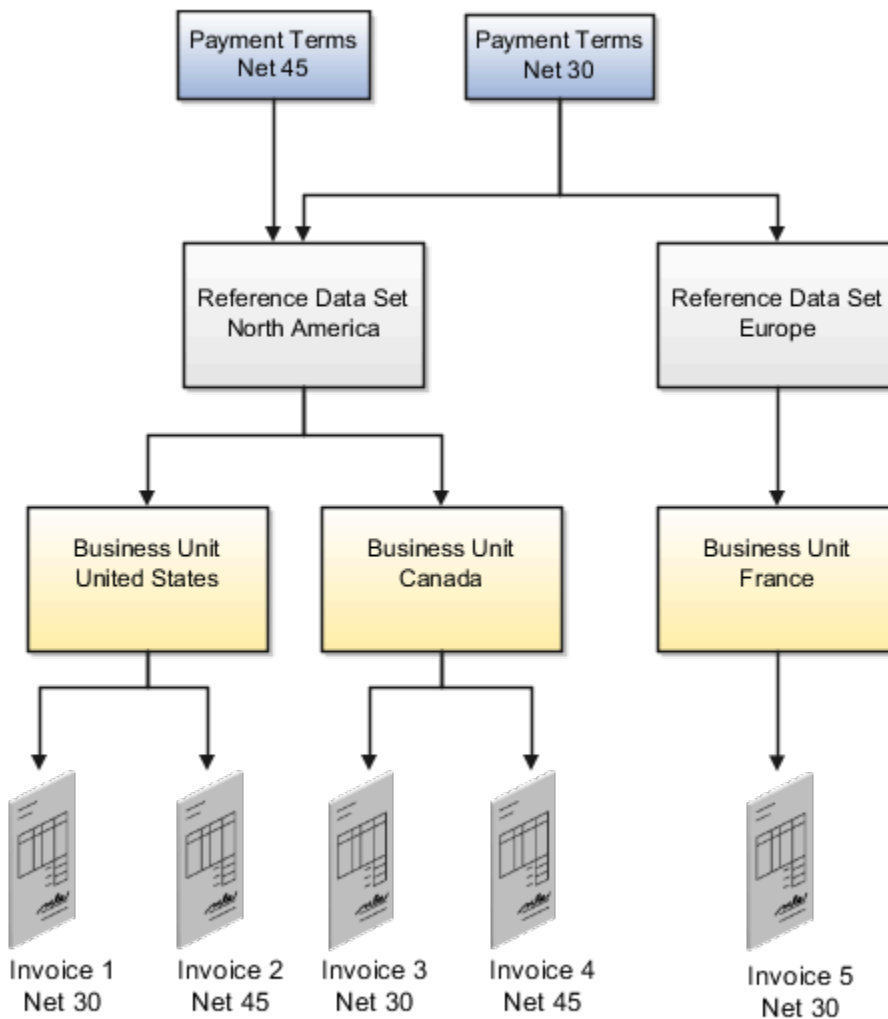 Payment Terms
Net 45
Payment Terms
Net 30
Reference Data Set
North America
Reference Data Set
Europe
Business Unit
United States
Business Unit
Canada
Business Unit
France
Invoice 1
Net 30
Invoice 2
Net 45
Invoice 3
Net 30
Invoice 4
Net 45
Invoice 5
Net 30